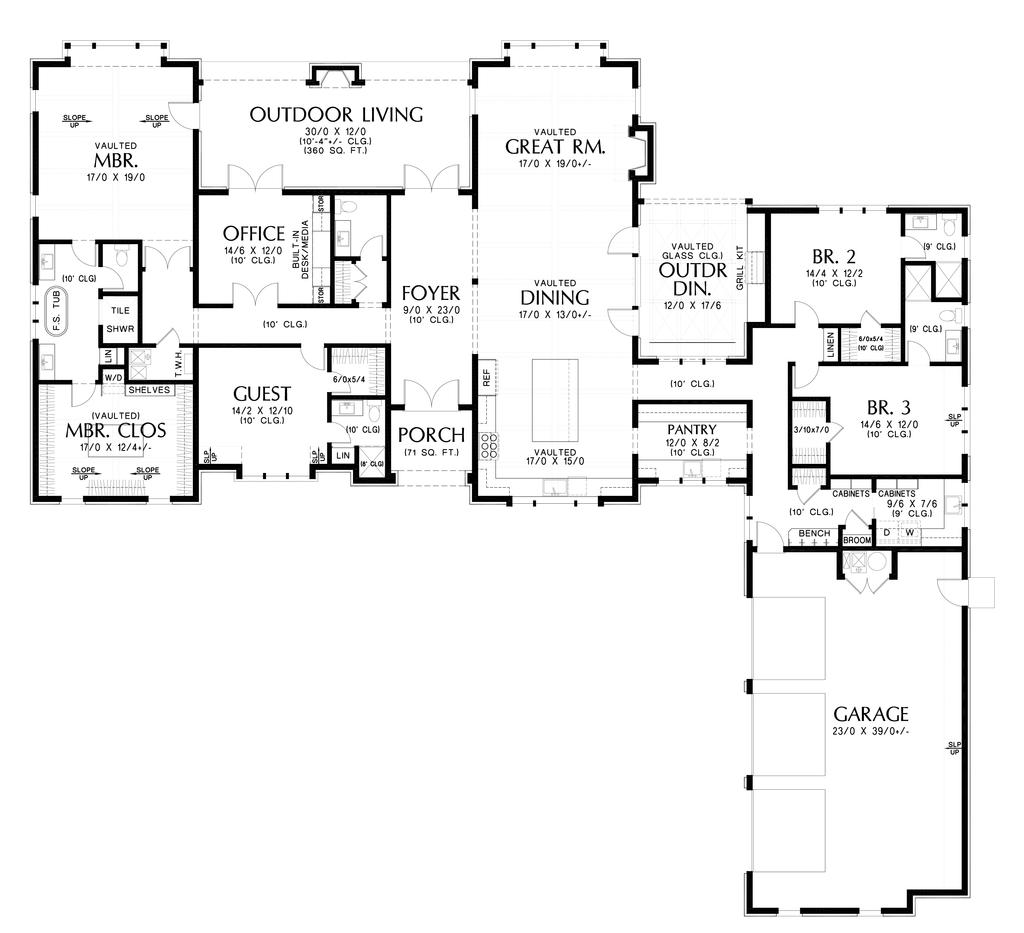 SLOPE
UP
SLOPE
UP
VAULTED
MBR.
17/0 X 19/0
OUTDOOR LIVING
30/0 X 12/0
(10'-4"+/- CLG.)
(360 SQ. FT.)
VAULTED
GREAT RM.
17/0 X 19/0+/-
STOR
OFFICE
14/6 X 12/0
(10' CLG.)
BUILT-IN
DESK/MEDIA
STOR
VAULTED
GLASS CLG.)
OUTDR
DIN.
12/0 X 17/6
GRILL KIT
BR. 2
14/4 X 12/2
(10' CLG.)
(9' CLG.)
(10' CLG)
F.S. TUB
TILE
SHWR
FOYER
9/0 X 23/0
(10' CLG.)
VAULTED
DINING
17/0 X 13/0+/-
(10' CLG.)
(9' CLG.)
LINEN
6/0x5/4
(10' CLG)
LIN
W/D
T.W.H.
SHELVES
6/0x5/4
REF
(10' CLG.)
(VAULTED)
MBR. CLOS
17/0 X 12/4+/-
SLOPE
UP
SLOPE
UP
GUEST
14/2 X 12/10
(10' CLG.)
SLP
UP
SLP
UP
(10' CLG)
LIN
(8' CLG)
PORCH
(71 SQ. FT.)
VAULTED
17/0 X 15/0
PANTRY
12/0 X 8/2
(10' CLG.)
3/10x7/0
BR. 3
14/6 X 12/0
(10' CLG.)
SLP
UP
CABINETS
CABINETS
(10' CLG.)
9/6 X 7/6
(9' CLG.)
BENCH
BROOM
D
W
GARAGE
23/0 X 39/0+/-
SLP
UP